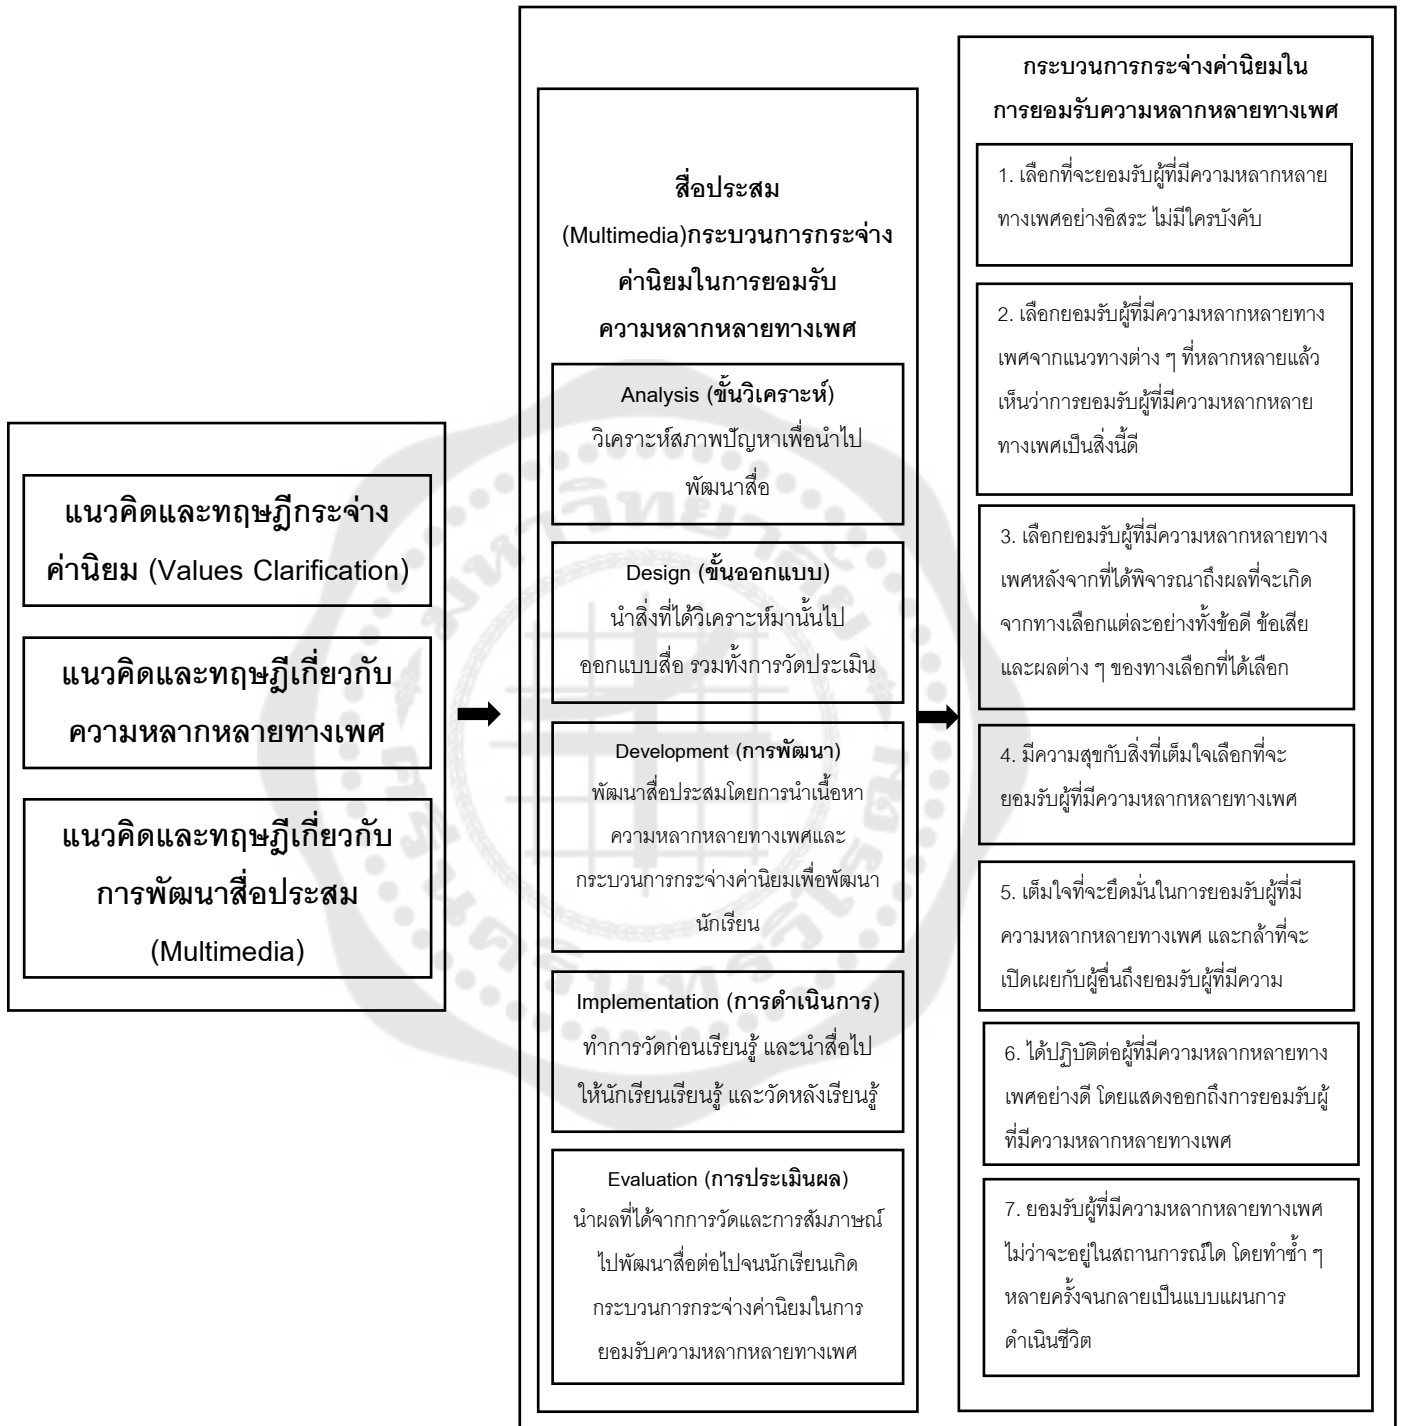 แนวคิดและทฤษฎีกระจ่าง
ค่านิยม (Values Clarification)
แนวคิดและทฤษฎีเกี่ยวกับ
ความหลากหลายทางเพศ
แนวคิดและทฤษฎีเกี่ยวกับ
การพัฒนาสื่อประสม
(Multimedia)
สื่อประสม
(Multimedia)กระบวนการกระจ่าง
ค่านิยมในการยอมรับ
ความหลากหลายทางเพศ
Analysis (ขั้นวิเคราะห์)
วิเคราะห์สภาพปัญหาเพื่อนำไป
พัฒนาสื่อ
Design (ขั้นออกแบบ)
นำสิ่งที่ได้วิเคราะห์มานั้นไป
ออกแบบสื่อ รวมทั้งการวัดประเมิน
Development (การพัฒนา)
พัฒนาสื่อประสมโดยการนำเนื้อหา
ความหลากหลายทางเพศและ
กระบวนการกระจ่างค่านิยมเพื่อพัฒนา
นักเรียน
Implementation (การดำเนินการ)
ทำการวัดก่อนเรียนรู้ และนำสื่อไป
ให้นักเรียนเรียนรู้ และวัดหลังเรียนรู้
Evaluation (การประเมินผล)
นำผลที่ได้จากการวัดและการสัมภาษณ์
ไปพัฒนาสื่อต่อไปจนนักเรียนเกิด
กระบวนการกระจ่างค่านิยมในการ
ยอมรับความหลากหลายทางเพศ
กระบวนการกระจ่างค่านิยมใน
การยอมรับความหลากหลายทางเพศ
1. เลือกที่จะยอมรับผู้ที่มีความหลากหลาย
ทางเพศอย่างอิสระ ไม่มีใครบังคับ
2. เลือกยอมรับผู้ที่มีความหลากหลายทาง
เพศจากแนวทางต่าง ๆ ที่หลากหลายแล้ว
เห็นว่าการยอมรับผู้ที่มีความหลากหลาย
ทางเพศเป็นสิ่งนี้ดี
3. เลือกยอมรับผู้ที่มีความหลากหลายทาง
เพศหลังจากที่ได้พิจารณาถึงผลที่จะเกิด
จากทางเลือกแต่ละอย่างทั้งข้อดี ข้อเสีย
และผลต่าง ๆ ของทางเลือกที่ได้เลือก
4. มีความสุขกับสิ่งที่เต็มใจเลือกที่จะ
ยอมรับผู้ที่มีความหลากหลายทางเพศ
5. เต็มใจที่จะยึดมั่นในการยอมรับผู้ที่มี
ความหลากหลายทางเพศ และกล้าที่จะ
เปิดเผยกับผู้อื่นถึงยอมรับผู้ที่มีความ
6. ได้ปฏิบัติต่อผู้ที่มีความหลากหลายทาง
เพศอย่างดี โดยแสดงออกถึงการยอมรับผู้
ที่มีความหลากหลายทางเพศ
7. ยอมรับผู้ที่มีความหลากหลายทางเพศ
ไม่ว่าจะอยู่ในสถานการณ์ใด โดยทำซ้ำ ๆ
หลายครั้งจนกลายเป็นแบบแผนการ
ดำเนินชีวิต
มหาวิทยาลัย
ศรีนครินทรวิโรฒ